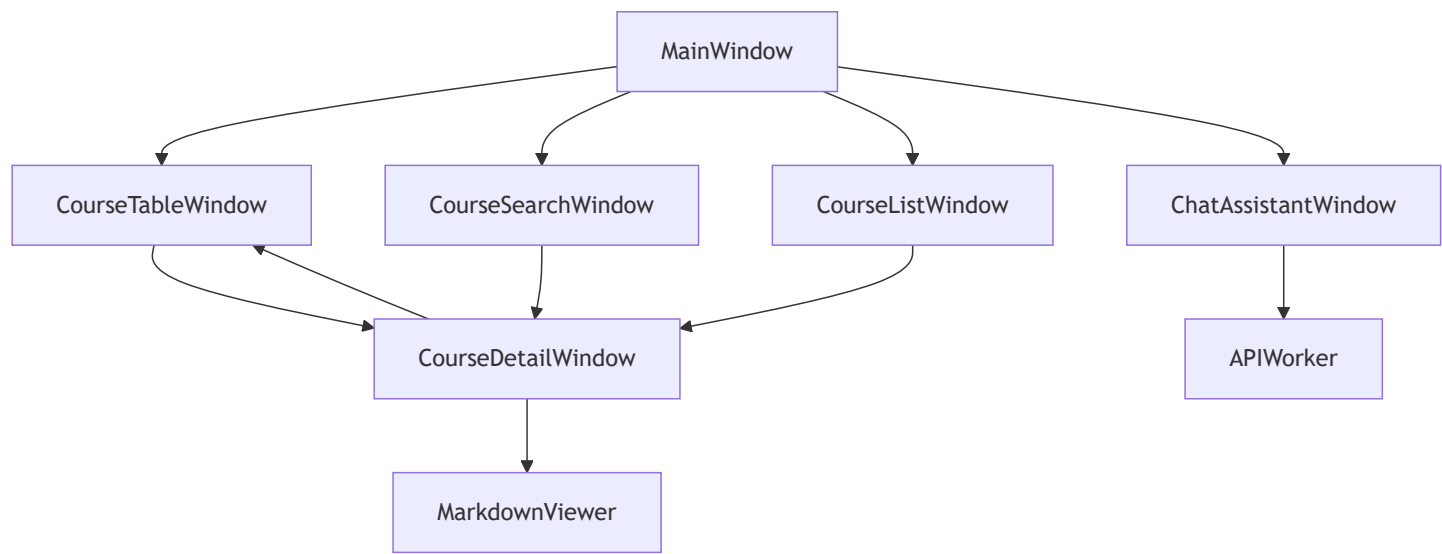 MainWindow
CourseTableWindow
CourseSearchWindow
CourseListWindow
ChatAssistantWindow
CourseDetailWindow
APIWorker
MarkdownViewer